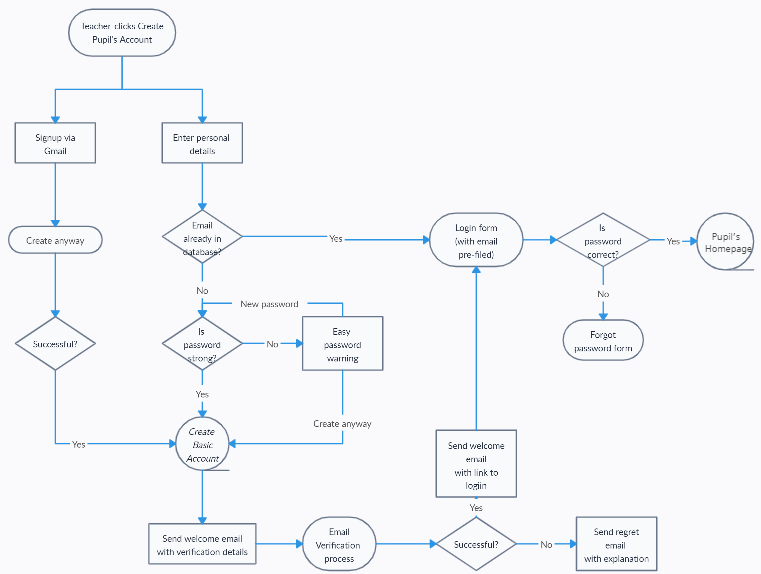 Teacher clicks Create
Pupil's Account
Signup via
Gmail
Enter personal
details
Create anyway
Email
already in
database?
Yes
Login form
(with email
pre-filed)
Is
password
correct?
Yes
Pupil's
Homepage
No
No
New password
Successful?
Is
password
strong?
No
Easy
password
warning
Forgot
password form
Yes
Create anyway
Yes
Create
Basic
Account
Send welcome
email
with link to
logiin
Yes
Send welcome email
with verification details
Email
Verification
process
Successful?
No
Send regret
email
with explanation